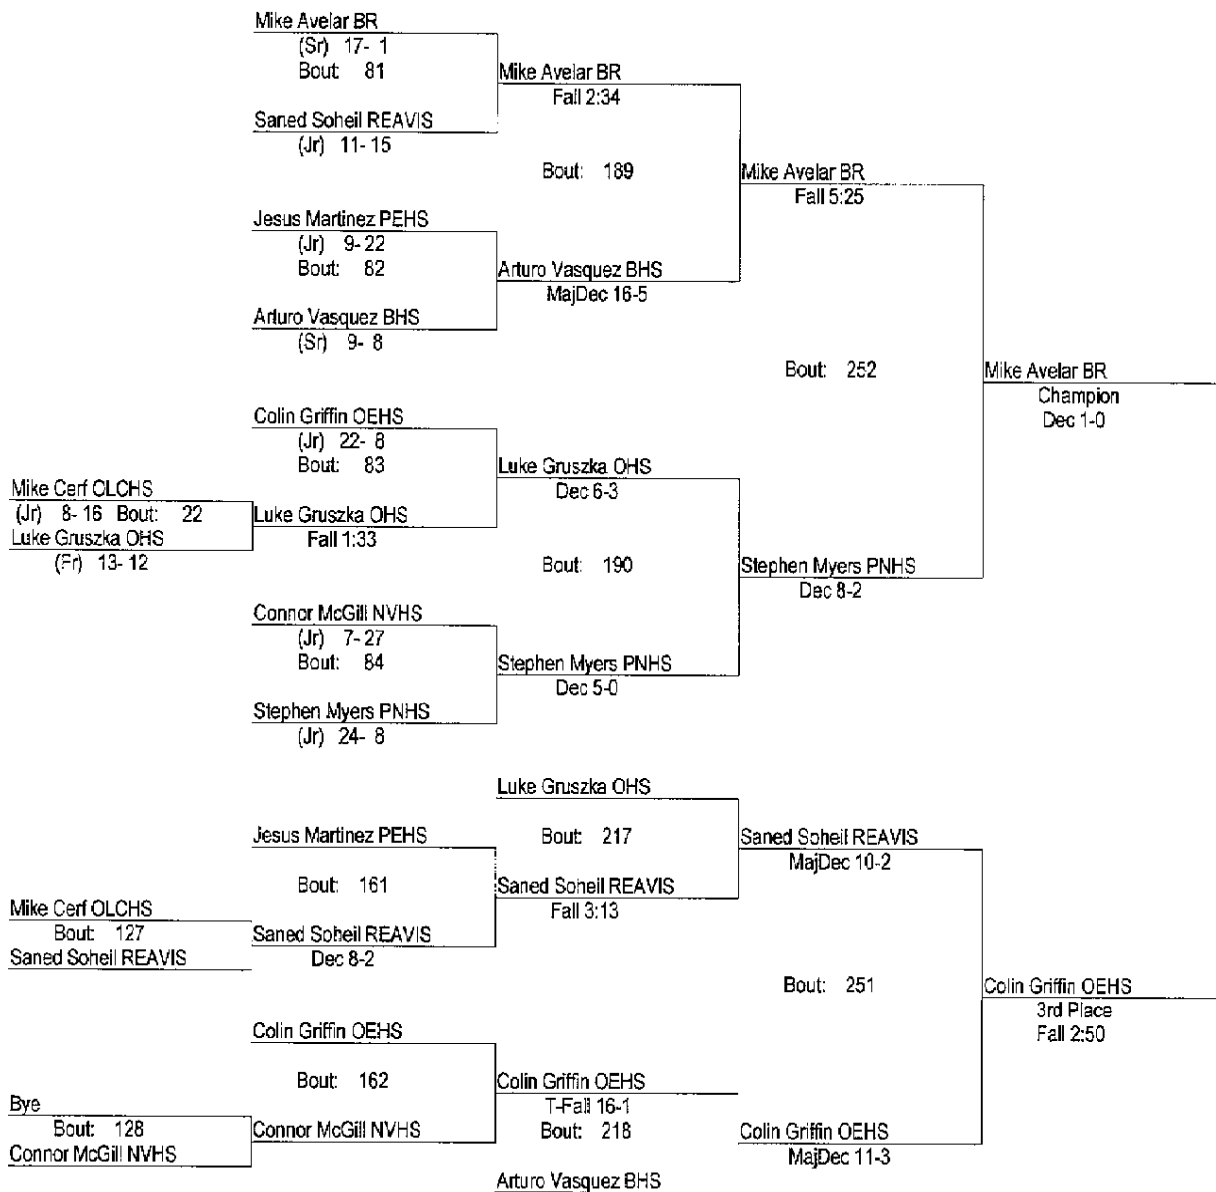 Mike Avelar BR
(Sr) 17- 1
Bout: 81
Mike Avelar BR
Fall 2:34
Saned Soheil REAVIS
(Jr) 11- 15
Bout: 189
Mike Avelar BR
Fall 5:25
Jesus Martinez PEHS
(Jr) 9- 22
Bout: 82
Arturo Vasquez BHS
MajDec 16-5
Arturo Vasquez BHS
(Sr) 9- 8
Bout: 252
Mike Avelar BR
Champion
Dec 1-0
Colin Griffin OEHS
(Jr) 22- 8
Bout: 83
Luke Gruszka OHS
Dec 6-3
Mike Cerf OLCHS
(Jr) 8- 16 Bout: 22
Luke Gruszka OHS
(Fr) 13- 12
Luke Gruszka OHS
Fall 1:33
Bout: 190
Stephen Myers PNHS
Dec 8-2
Connor McGill NVHS
(Jr) 7- 27
Bout: 84
Stephen Myers PNHS
Dec 5-0
Stephen Myers PNHS
(Jr) 24- 8
Luke Gruszka OHS
Bout: 217
Saned Soheil REAVIS
MajDec 10-2
Jesus Martinez PEHS
Bout: 161
Saned Soheil REAVIS
Fall 3:13
Mike Cerf OLCHS
Bout: 127
Saned Soheil REAVIS
Saned Soheil REAVIS
Dec 8-2
Bout: 251
Colin Griffin OEHS
3rd Place
Fall 2:50
Colin Griffin OEHS
Bout: 162
Colin Griffin OEHS
T-Fall 16-1
Bout: 218
Bye
Bout: 128
Connor McGill NVHS
Connor McGill NVHS
Colin Griffin OEHS
MajDec 11-3
Arturo Vasquez BHS